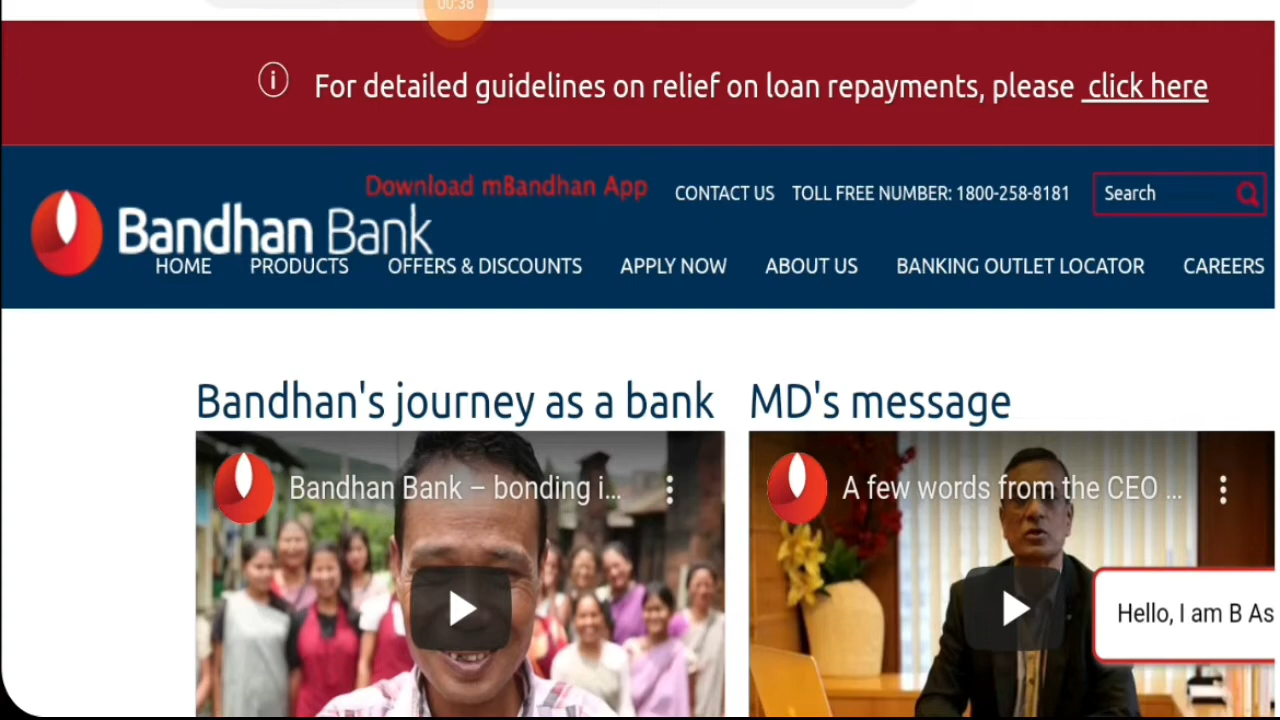 00:38
For detailed guidelines on relief on loan repayments, please click here
Download mBandhan App
CONTACT US
TOLL FREE NUMBER: 1800-258-8181
Search
Bandhan Bank
HOME
PRODUCTS
OFFERS & DISCOUNTS
APPLY NOW
ABOUT US
BANKING OUTLET LOCATOR
CAREERS
Bandhan's journey as a bank
MD's message
Bandhan Bank – bonding i...
A few words from the CEO ...
Hello, I am B As